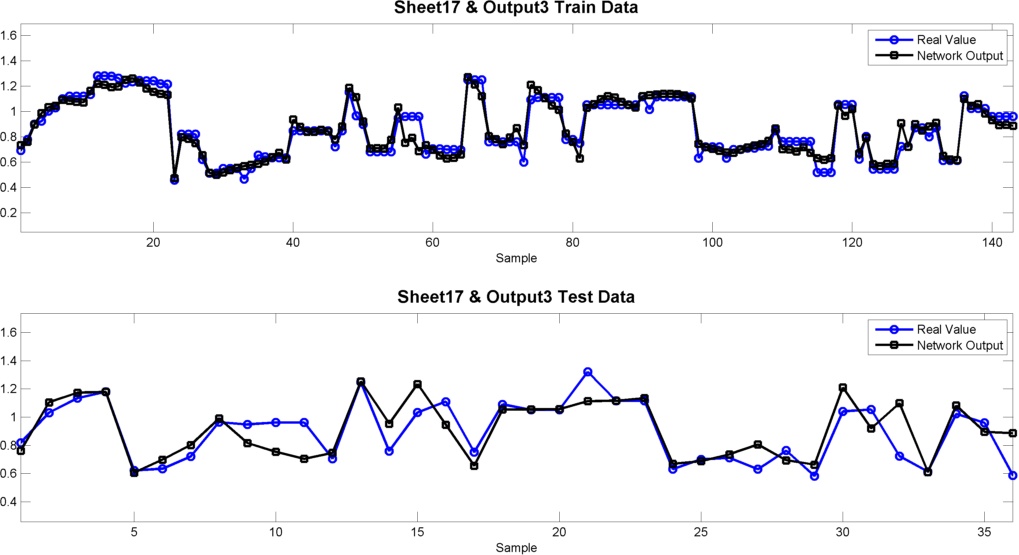 Sheet17 & Output3 Train Data
1.6
1.4
1.2
1
0.8
0.6
0.4
0.2
Real Value
Network Output
20 40 60 80 100 120 140
Sample
Sheet17 & Output3 Test Data
1.6
1.4
1.2
1
0.8
0.6
0.4
Real Value
Network Output
5 10 15 20 25 30 35
Sample